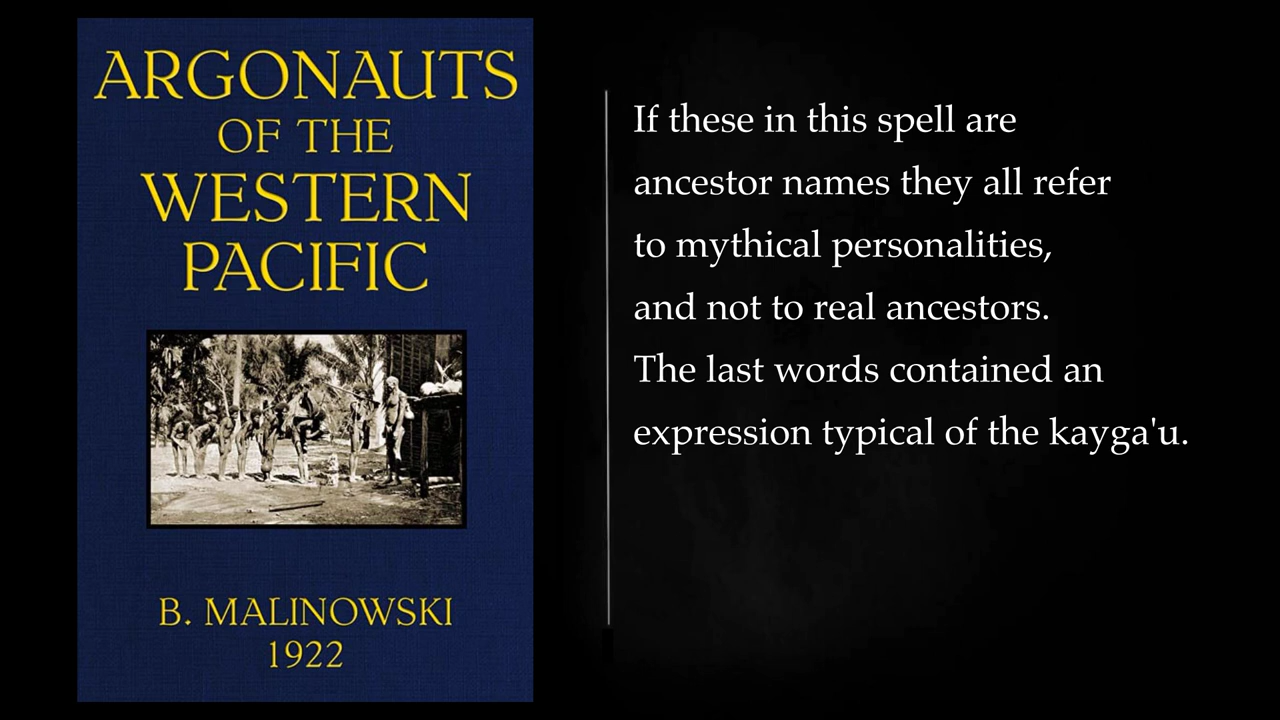 ARGONAUTS
OF THE
WESTERN
PACIFIC
B. MALINOWSKI
1922
If these in this spell are
ancestor names they all refer
to mythical personalities,
and not to real ancestors.
The last words contained an
expression typical of the kayga'u.